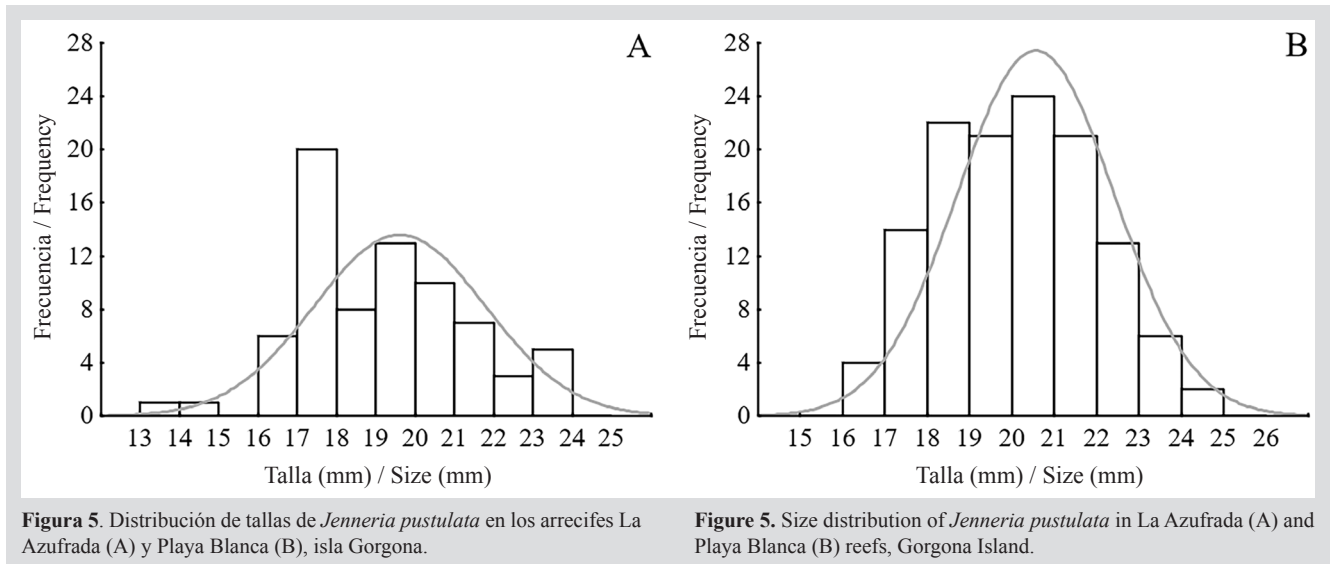 28
24
20
16
12
8
4
0
Frecuencia / Frequency
A
13 14 15 16 17 18 19 20 21 22 23 24 25
Talla (mm) / Size (mm)
28
24
20
16
12
8
4
0
Frecuencia / Frequency
B
15 16 17 18 19 20 21 22 23 24 25 26
Talla (mm) / Size (mm)
Figura 5. Distribución de tallas de Jenneria pustulata en los arrecifes La
Azufrada (A) y Playa Blanca (B), isla Gorgona.
Figure 5. Size distribution of Jenneria pustulata in La Azufrada (A) and
Playa Blanca (B) reefs, Gorgona Island.